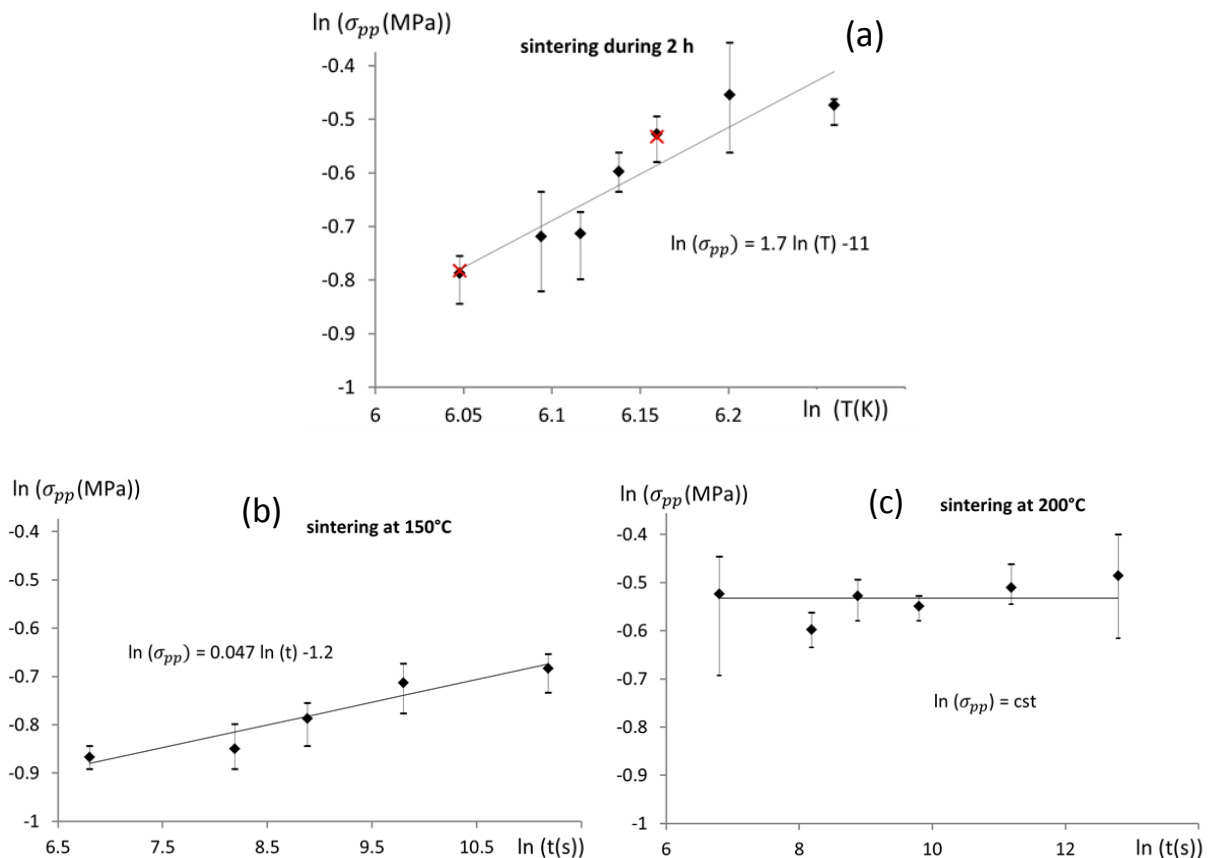 ln (σpp(MPa))
sintering during 2 h
(a)
-0.4
-0.5
-0.6
-0.7
-0.8
-0.9
-1
ln (σpp) = 1.7 ln (T) -11
6 6.05 6.1 6.15 6.2 ln (T(K))
ln (σpp(MPa))
(b)
sintering at 150°C
-0.4
-0.5
-0.6
-0.7
-0.8
-0.9
-1
ln (σpp) = 0.047 ln (t) -1.2
6.5 7.5 8.5 9.5 10.5 ln (t(s))
ln (σpp(MPa))
(c)
sintering at 200°C
-0.4
-0.5
-0.6
-0.7
-0.8
-0.9
-1
ln (σpp) = cst
6 8 10 12 ln (t(s))